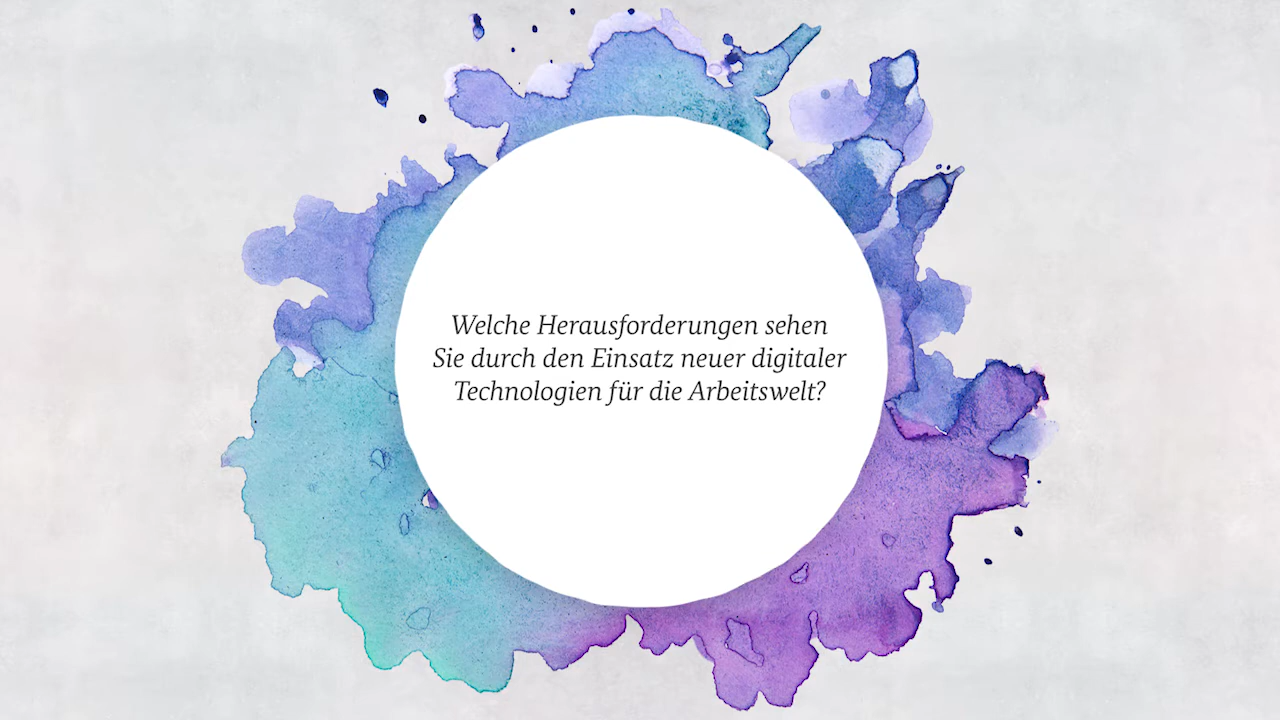 Welche Herausforderungen sehen
Sie durch den Einsatz neuer digitaler
Technologien für die Arbeitswelt?